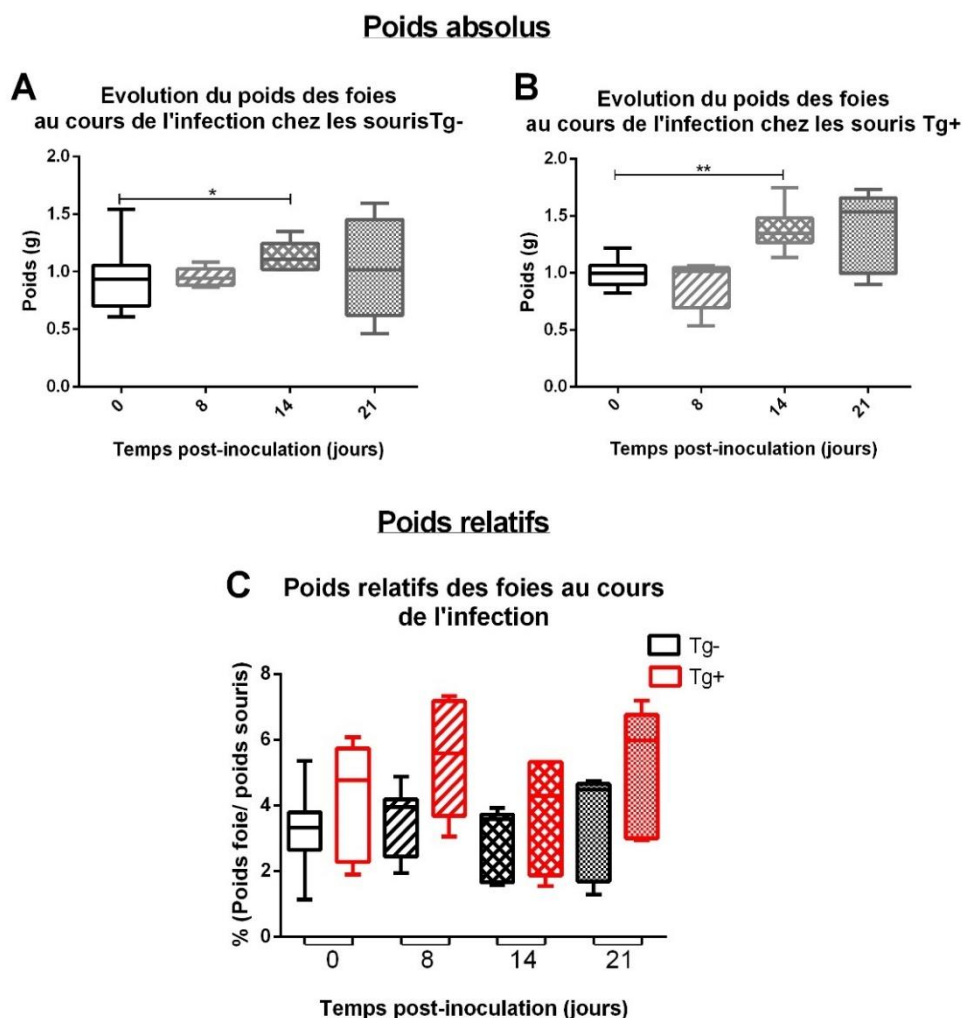 Poids absolus
A
Evolution du poids des foies
au cours de l'infection chez les sourisTg-
Poids (g)
2.0
1.5
1.0
0.5
0.0
*
0
8
14
21
Temps post-inoculation (jours)
B
Evolution du poids des foies
au cours de l'infection chez les souris Tg+
Poids (g)
2.0
1.5
1.0
0.5
0.0
**
0
8
14
21
Temps post-inoculation (jours)
Poids relatifs
C
Poids relatifs des foies au cours
de l'infection
Tg-
Tg+
% (Poids foie/ poids souris)
8
6
4
2
0
0
8
14
21
Temps post-inoculation (jours)